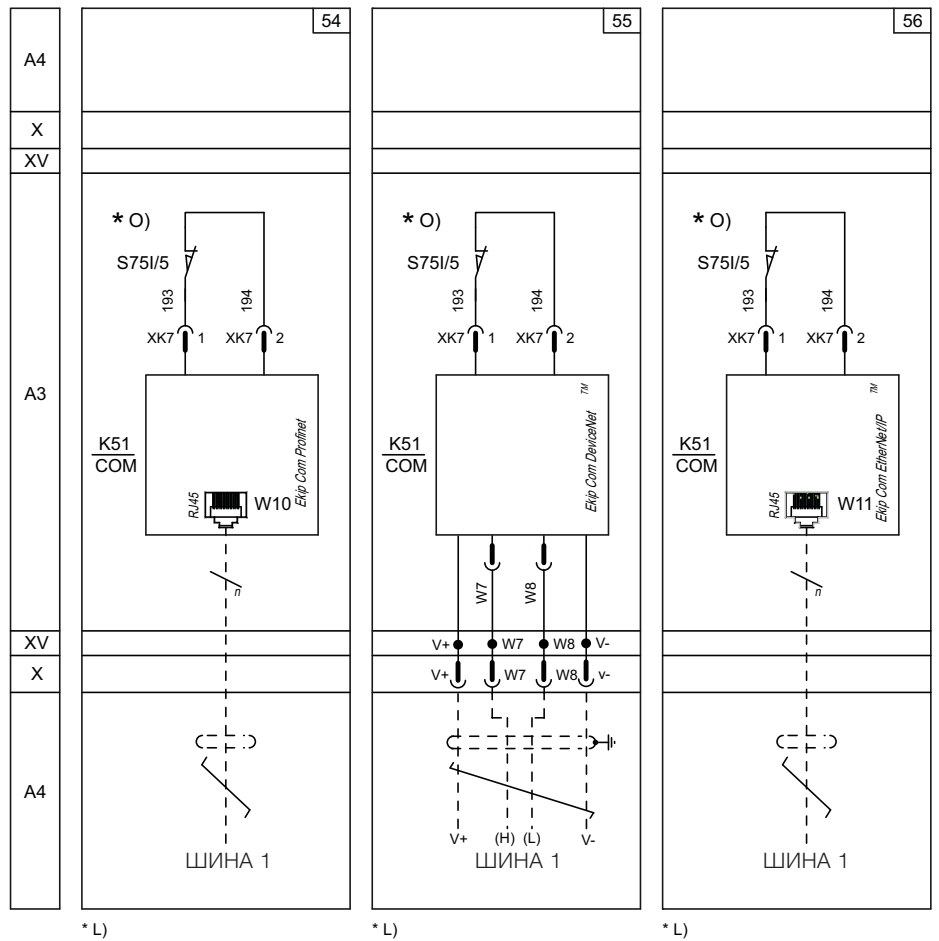 A4
X
XV
A3
XV
X
A4
54
* O)
S75I/5
193
194
XK7 1
XK7 2
K51
COM
Ekip Com Profinet
RJ45
W10
n
ШИНА 1
* L)
55
* O)
S75I/5
193
194
XK7 1
XK7 2
K51
COM
Ekip Com DeviceNet TM
W7
W8
V+ W7 W8 V-
V+ W7 W8 v-
V+ (H) (L) V-
ШИНА 1
* L)
56
* O)
S75I/5
193
194
XK7 1
XK7 2
K51
COM
Ekip Com EtherNet/IP TM
RJ45
W11
n
ШИНА 1
* L)